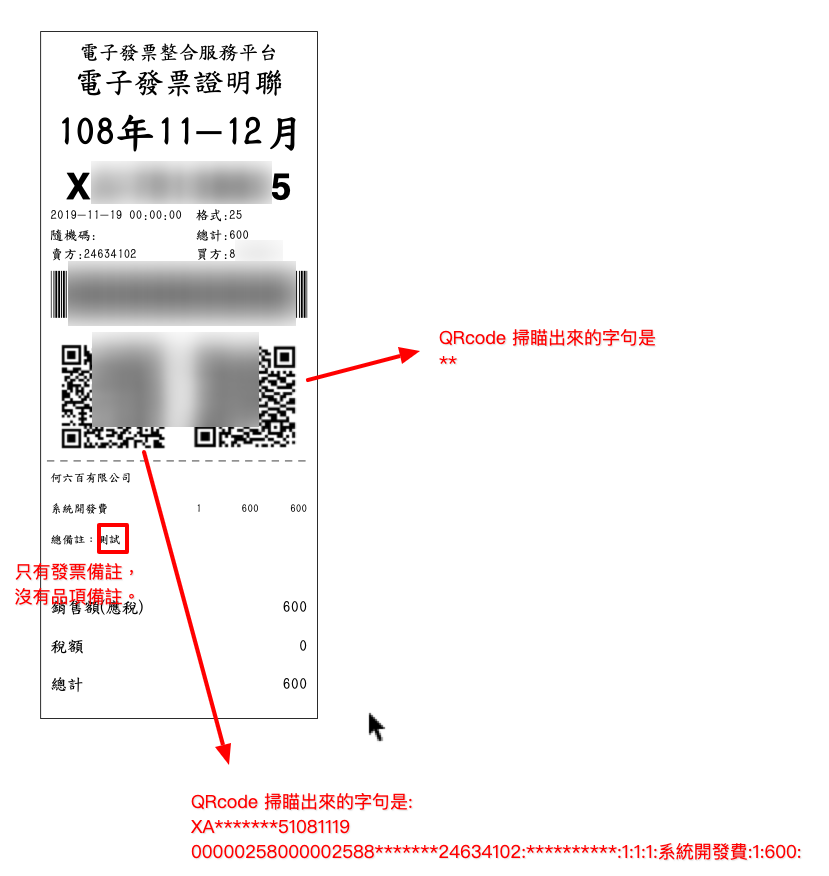 電子發票整合服務平台
電子發票證明聯
108年11-12月
X 5
2019-11-19 00:00:00 格式:25
隨機碼: 總計:600
賣方:24634102 買方:8
QRcode 掃瞄出來的字句是
**
何六百有限公司
系統開發費 1 600 600
總備註:測試
只有發票備註,
沒有品項備註。
銷售額(應稅) 600
稅額 0
總計 600
QRcode 掃瞄出來的字句是:
XA*******51081119
00000258000002588*******24634102:**********:1:1:1:系統開發費:1:600: